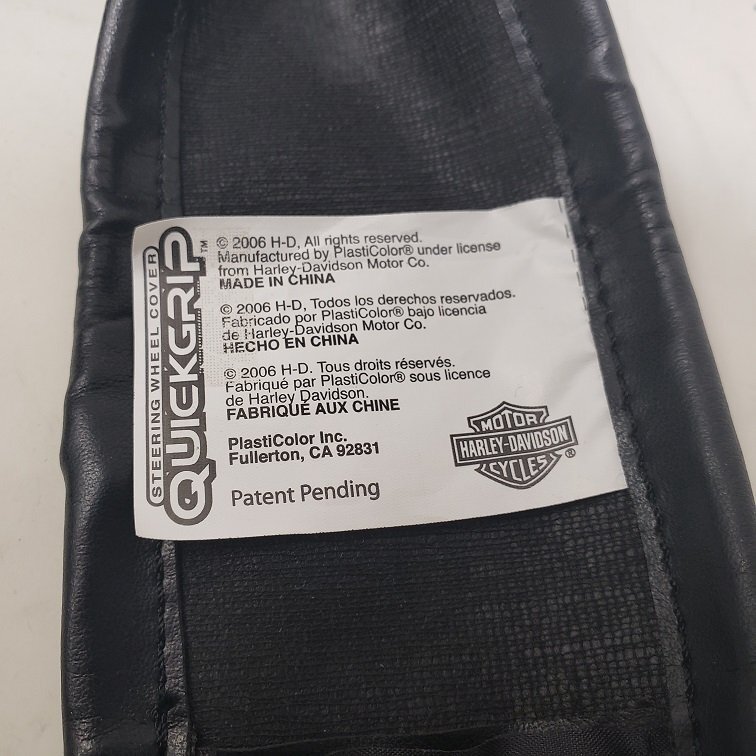 STEERING WHEEL COVER
QUICKGRIP™
© 2006 H-D, All rights reserved.
Manufactured by PlastiColor® under license
from Harley-Davidson Motor Co.
MADE IN CHINA
© 2006 H-D, Todos los derechos reservados.
Fabricado por PlastiColor® bajo licencia
de Harley-Davidson Motor Co.
HECHO EN CHINA
© 2006 H-D. Tous droits réservés.
Fabriqué par PlastiColor® sous licence
de Harley Davidson.
FABRIQUÉ AUX CHINE
PlastiColor Inc.
Fullerton, CA 92831
Patent Pending
MOTOR
HARLEY-DAVIDSON
CYCLES®